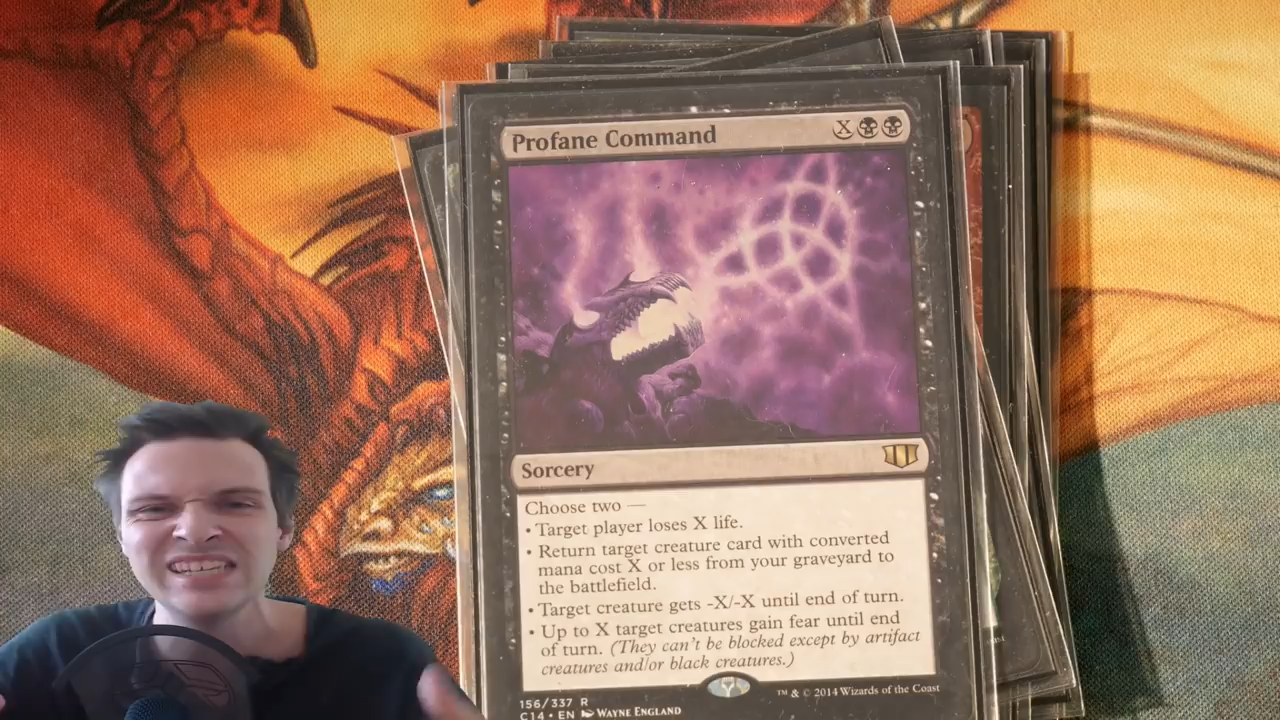 Profane Command X
Sorcery
Choose two —
• Target player loses X life.
• Return target creature card with converted
mana cost X or less from your graveyard to
the battlefield.
• Target creature gets -X/-X until end of turn.
• Up to X target creatures gain fear until end
of turn. (They can't be blocked except by artifact
creatures and/or black creatures.)
156/337 R
™ & © 2014 Wizards of the Coast
C14 • EN WAYNE ENGLAND